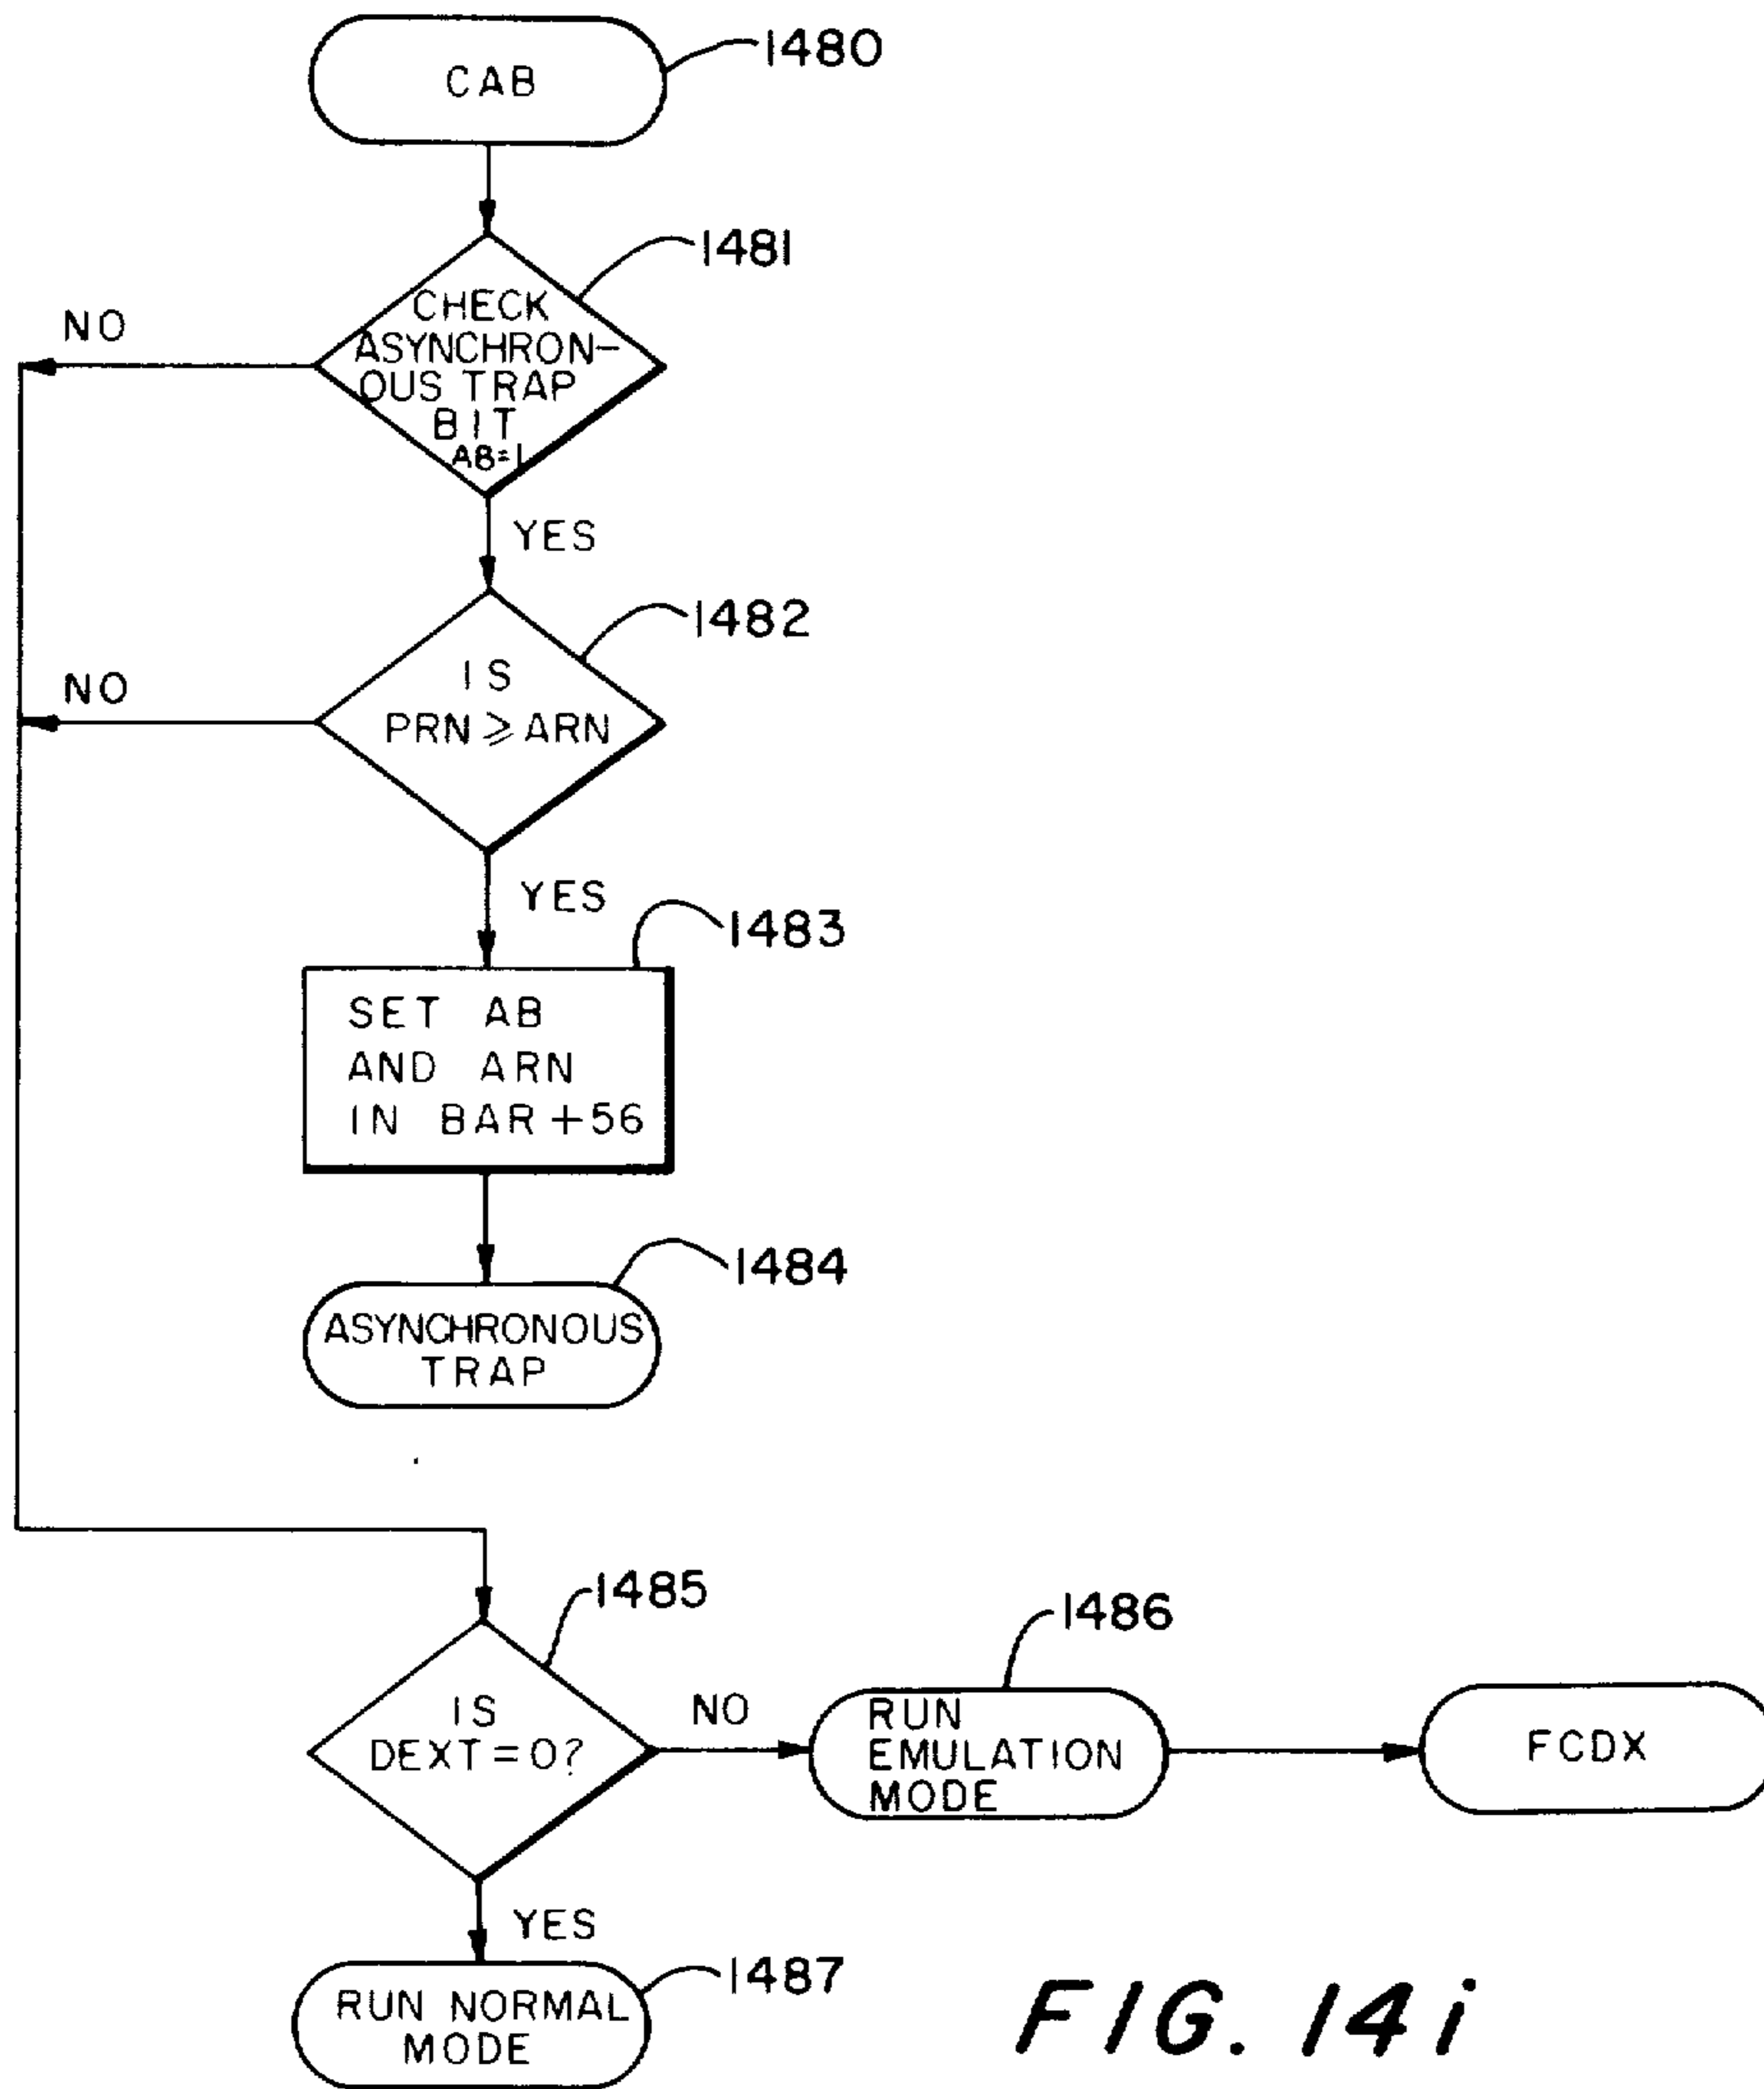 1480
CAB
1481
CHECK
ASYNCHRON-
OUS TRAP
BIT
AB=1
NO
YES
1482
IS
PRN ⩾ ARN
NO
YES
1483
SET AB
AND ARN
IN BAR+56
1484
ASYNCHRONOUS
TRAP
1485
IS
DEXT=0?
NO
1486
RUN
EMULATION
MODE
FCDX
YES
1487
RUN NORMAL
MODE
FIG. 14i